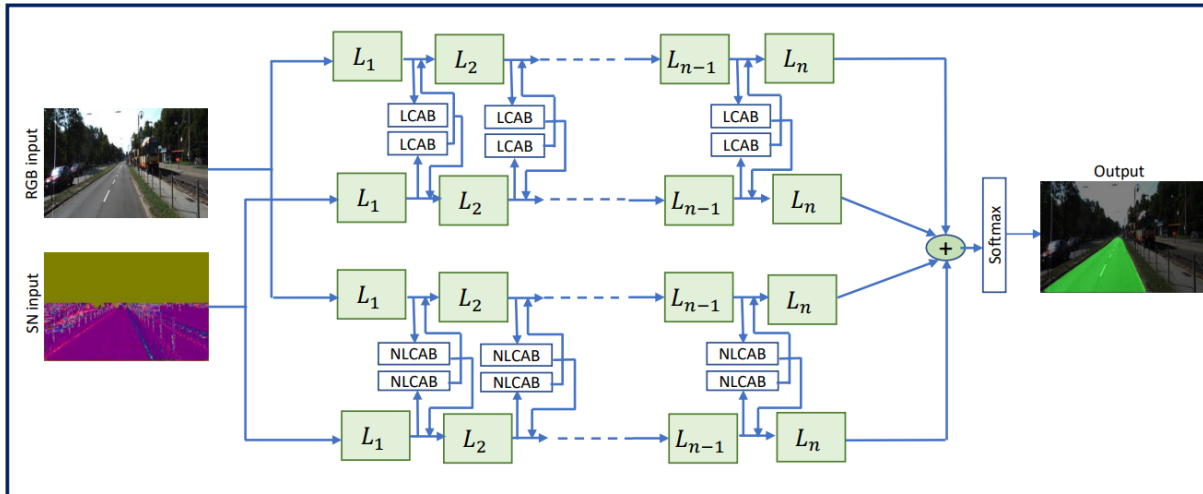 RGB input
SN input
L₁
L₂
Lₙ₋₁
Lₙ
LCAB
LCAB
LCAB
LCAB
LCAB
LCAB
L₁
L₂
Lₙ₋₁
Lₙ
L₁
L₂
Lₙ₋₁
Lₙ
NLCAB
NLCAB
NLCAB
NLCAB
NLCAB
NLCAB
L₁
L₂
Lₙ₋₁
Lₙ
+
Softmax
Output